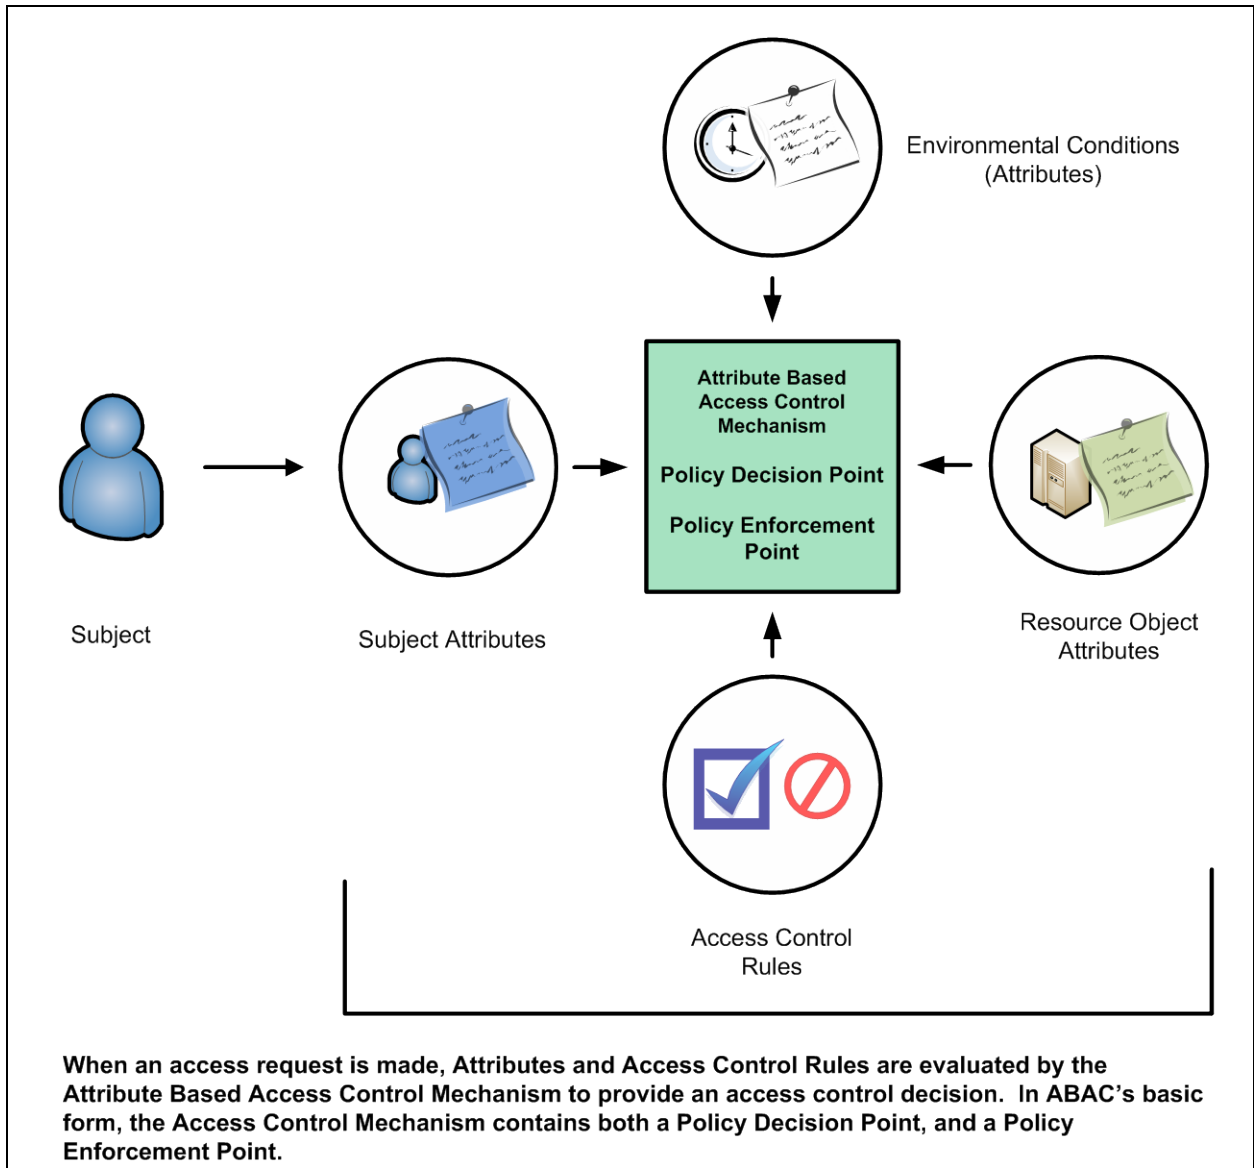 Environmental Conditions
(Attributes)
Attribute Based
Access Control
Mechanism
Policy Decision Point
Policy Enforcement
Point
Subject
Subject Attributes
Resource Object
Attributes
Access Control
Rules
When an access request is made, Attributes and Access Control Rules are evaluated by the
Attribute Based Access Control Mechanism to provide an access control decision.  In ABAC’s basic
form, the Access Control Mechanism contains both a Policy Decision Point, and a Policy
Enforcement Point.